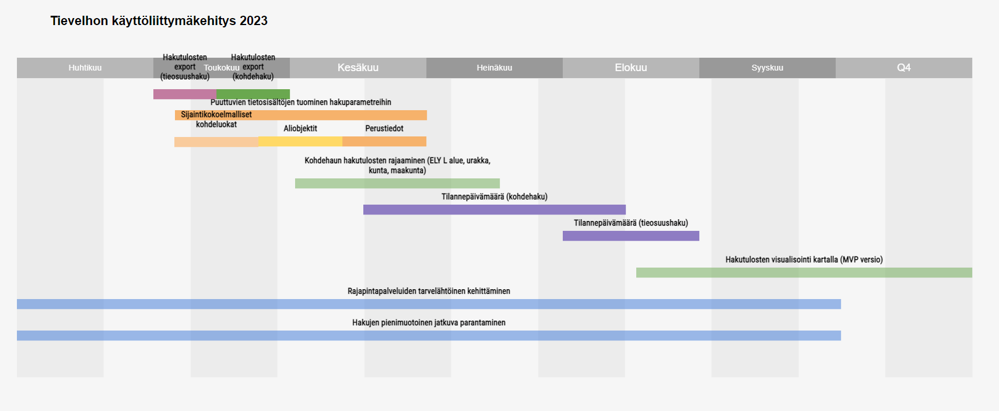 Tievelhon käyttöliittymäkehitys 2023
Huhtikuu
Toukokuu
Kesäkuu
Heinäkuu
Elokuu
Syyskuu
Q4
Hakutulosten
export
(tieosuushaku)
Hakutulosten
export
(kohdehaku)
Puuttuvien tietosisältöjen tuominen hakuparametreihin
Sijaintikokoelmalliset
kohdeluokat
Aliobjektit
Perustiedot
Kohdehaun hakutulosten rajaaminen (ELY L alue, urakka,
kunta, maakunta)
Tilannepäivämäärä (kohdehaku)
Tilannepäivämäärä (tieosuushaku)
Hakutulosten visualisointi kartalla (MVP versio)
Rajapintapalveluiden tarvelähtöinen kehittäminen
Hakujen pienimuotoinen jatkuva parantaminen